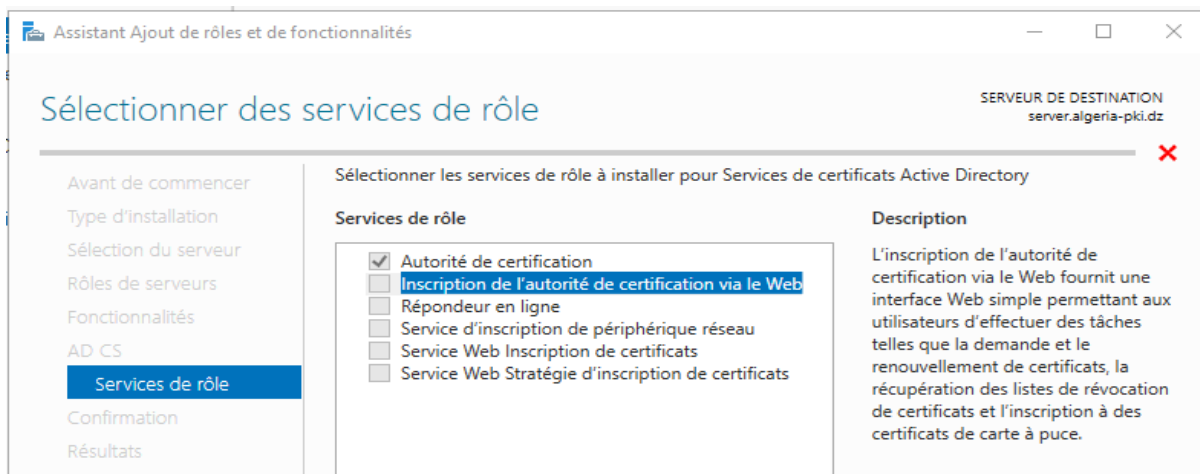 Assistant Ajout de rôles et de fonctionnalités
Sélectionner des services de rôle
SERVEUR DE DESTINATION
server.algeria-pki.dz
Avant de commencer
Type d'installation
Sélection du serveur
Rôles de serveurs
Fonctionnalités
AD CS
Services de rôle
Confirmation
Résultats
Sélectionner les services de rôle à installer pour Services de certificats Active Directory
Services de rôle
Autorité de certification
Inscription de l'autorité de certification via le Web
Répondeur en ligne
Service d'inscription de périphérique réseau
Service Web Inscription de certificats
Service Web Stratégie d'inscription de certificats
Description
L'inscription de l'autorité de
certification via le Web fournit une
interface Web simple permettant aux
utilisateurs d'effectuer des tâches
telles que la demande et le
renouvellement de certificats, la
récupération des listes de révocation
de certificats et l'inscription à des
certificats de carte à puce.